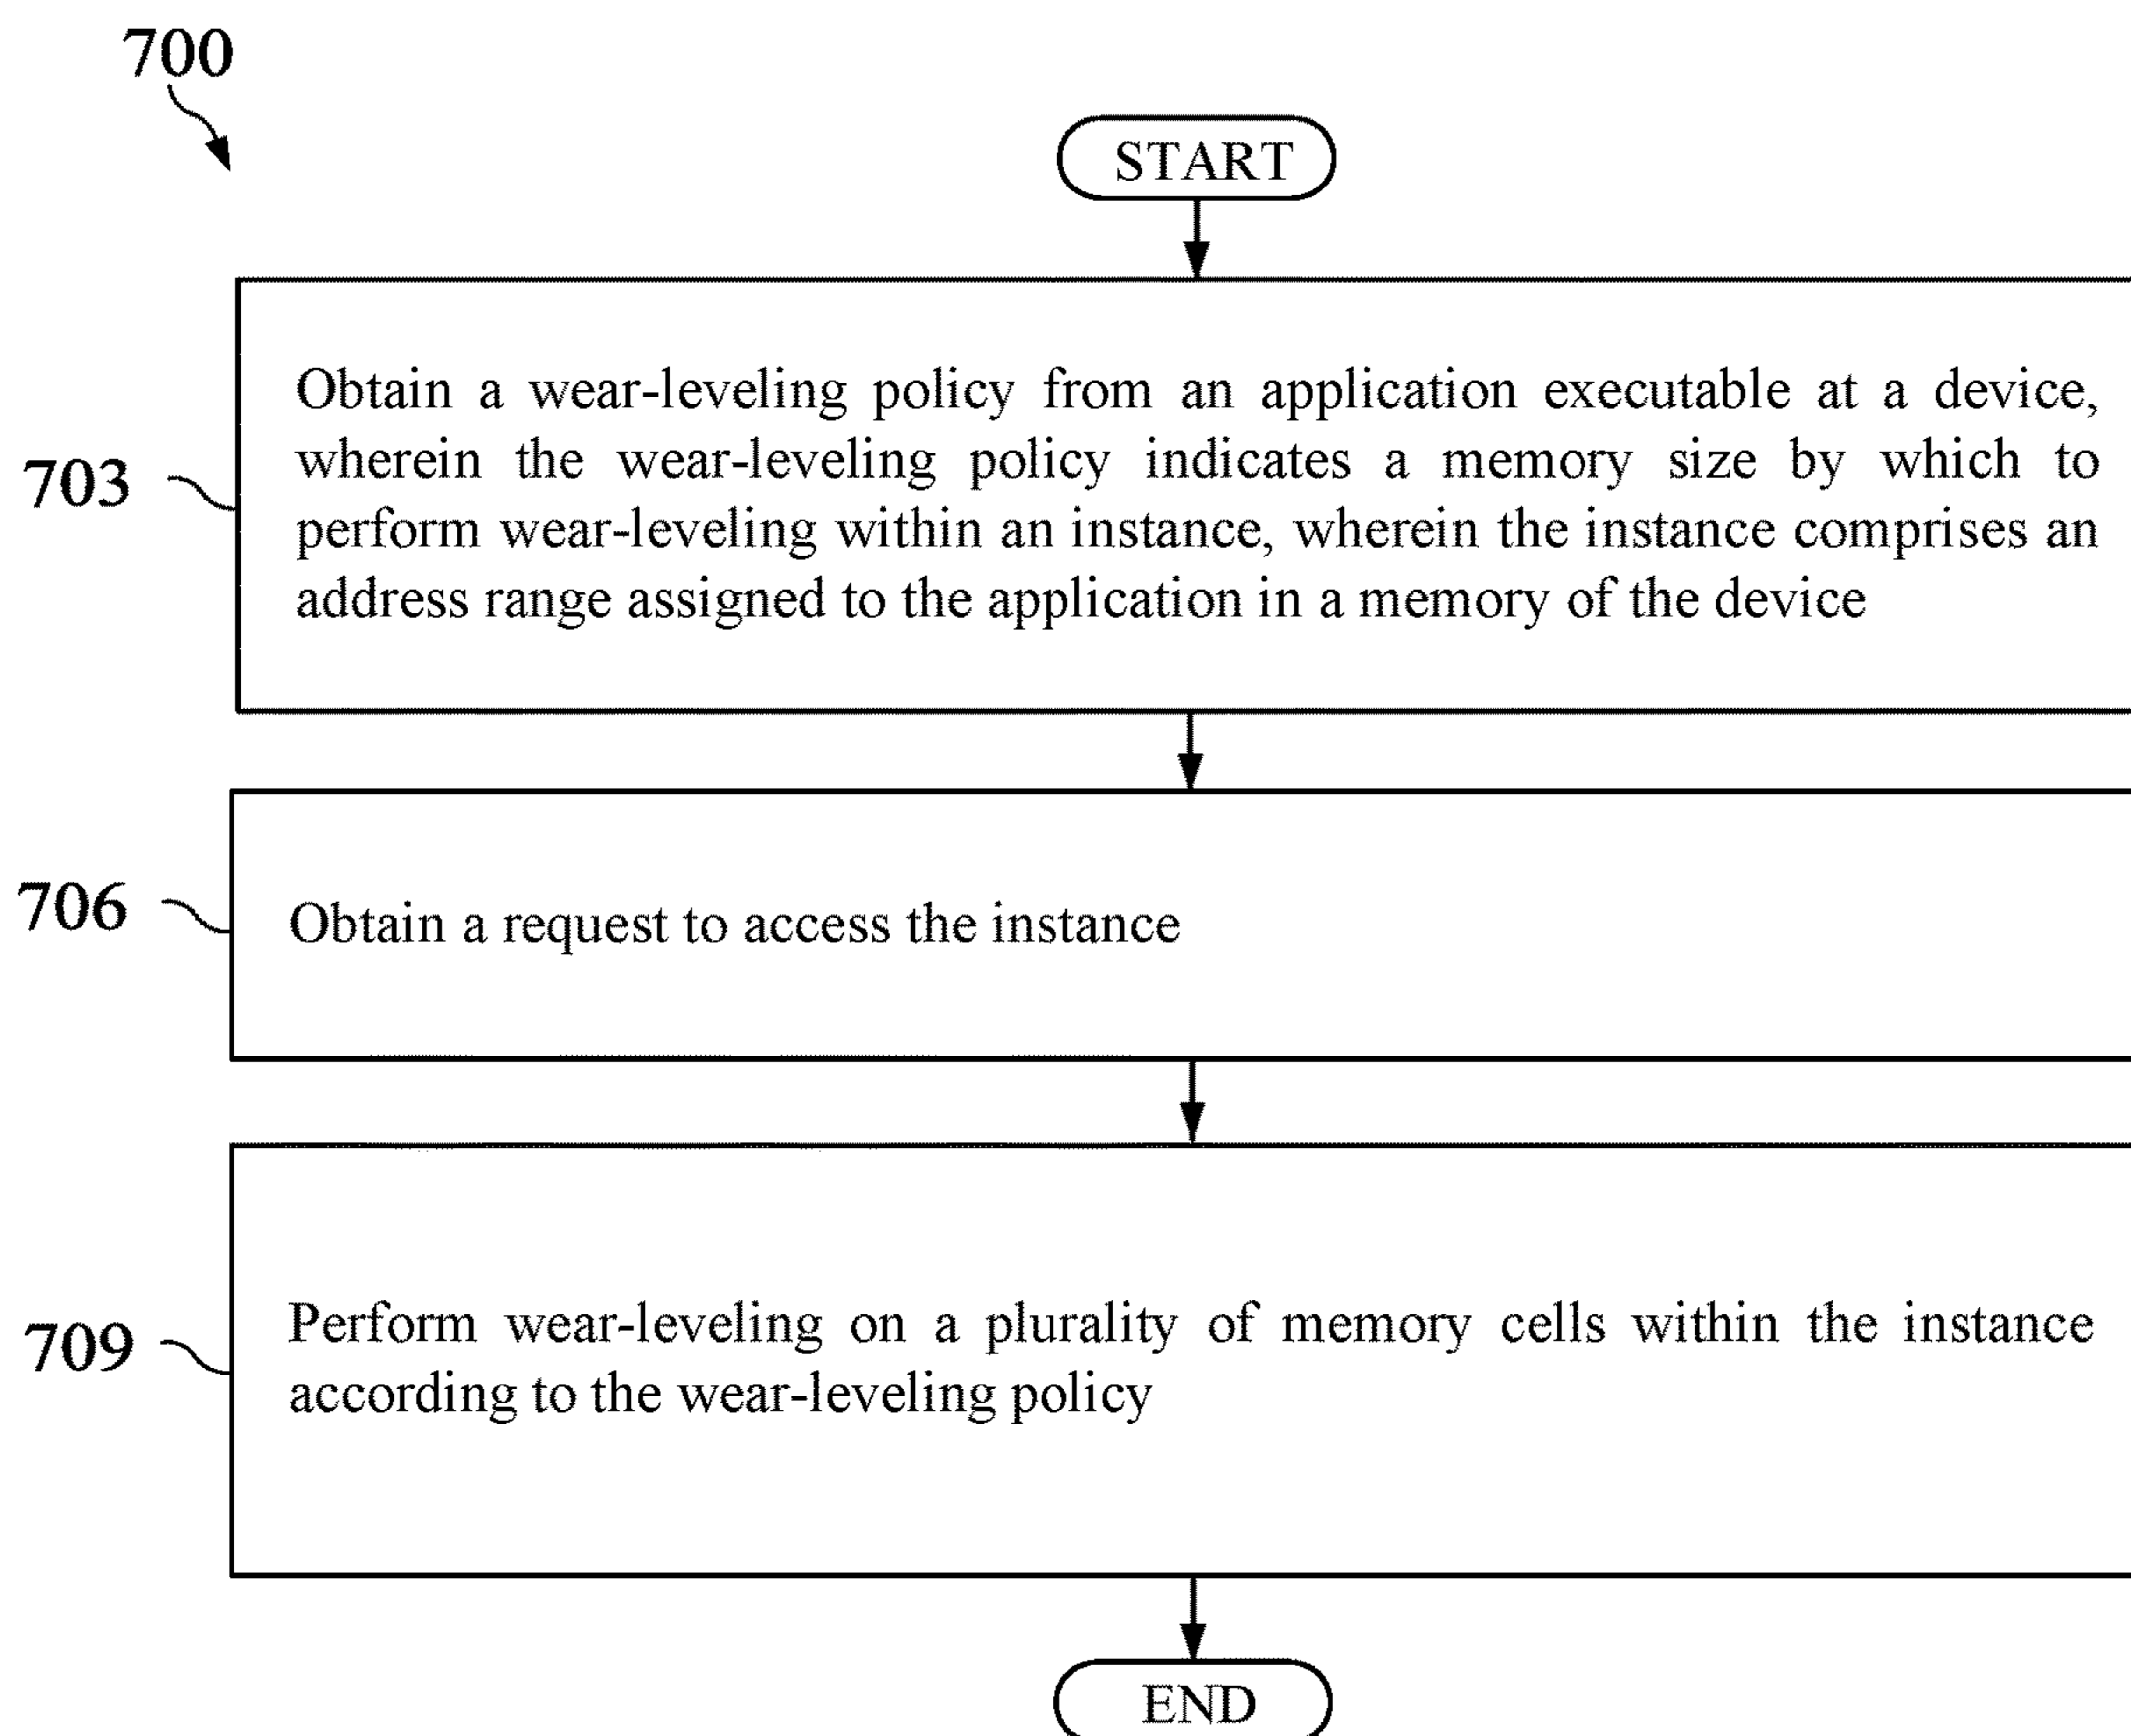 700
START
703
Obtain a wear-leveling policy from an application executable at a device,
wherein the wear-leveling policy indicates a memory size by which to
perform wear-leveling within an instance, wherein the instance comprises an
address range assigned to the application in a memory of the device
706
Obtain a request to access the instance
709
Perform wear-leveling on a plurality of memory cells within the instance
according to the wear-leveling policy
END